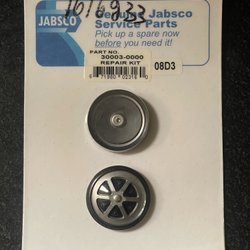 1616933
Genuine Jabsco
JABSCO
Service Parts
Pick up a spare now
before you need it!
PART NO.
30003-0000
REPAIR KIT
08D3